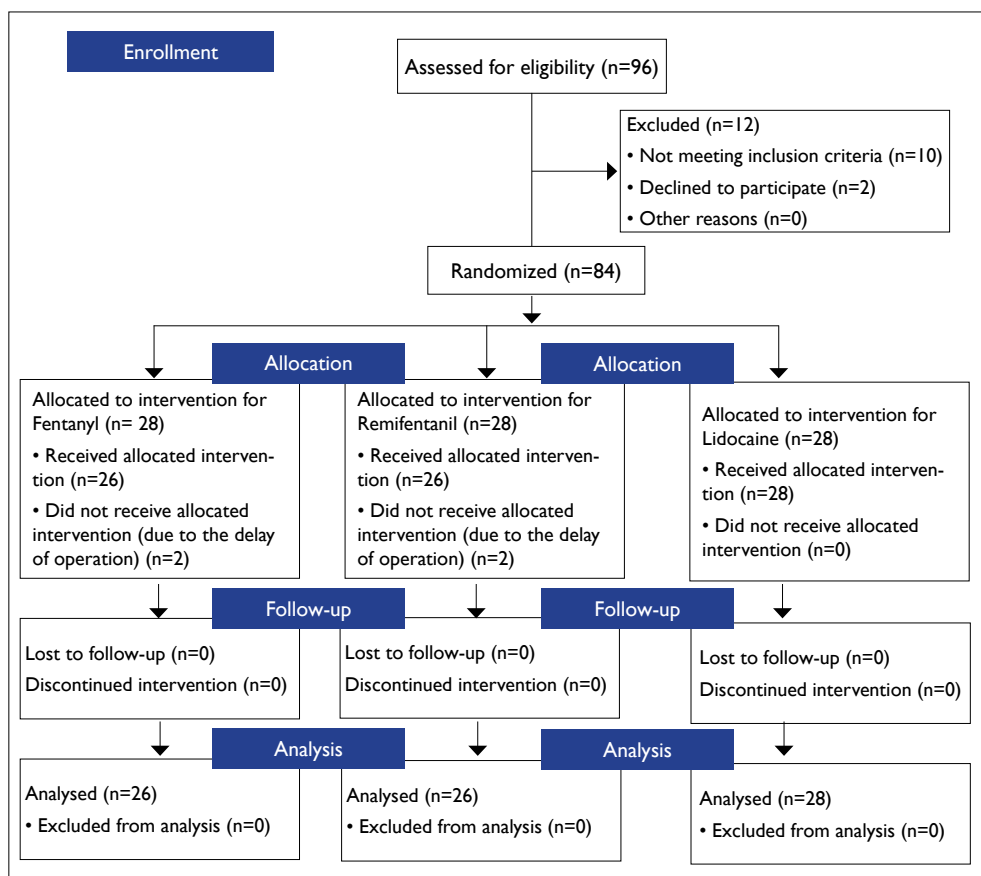 Enrollment
Assessed for eligibility (n=96)
Excluded (n=12)
• Not meeting inclusion criteria (n=10)
• Declined to participate (n=2)
• Other reasons (n=0)
Randomized (n=84)
Allocation
Allocation
Allocated to intervention for
Fentanyl (n= 28)
• Received allocated interven-
tion (n=26)
• Did not receive allocated
intervention (due to the delay
of operation) (n=2)
Allocated to intervention for
Remifentanil (n=28)
• Received allocated interven-
tion (n=26)
• Did not receive allocated
intervention (due to the delay
of operation) (n=2)
Allocated to intervention for
Lidocaine (n=28)
• Received allocated interven-
tion (n=28)
• Did not receive allocated
intervention (n=0)
Follow-up
Follow-up
Lost to follow-up (n=0)
Discontinued intervention (n=0)
Lost to follow-up (n=0)
Discontinued intervention (n=0)
Lost to follow-up (n=0)
Discontinued intervention (n=0)
Analysis
Analysis
Analysed (n=26)
• Excluded from analysis (n=0)
Analysed (n=26)
• Excluded from analysis (n=0)
Analysed (n=28)
• Excluded from analysis (n=0)